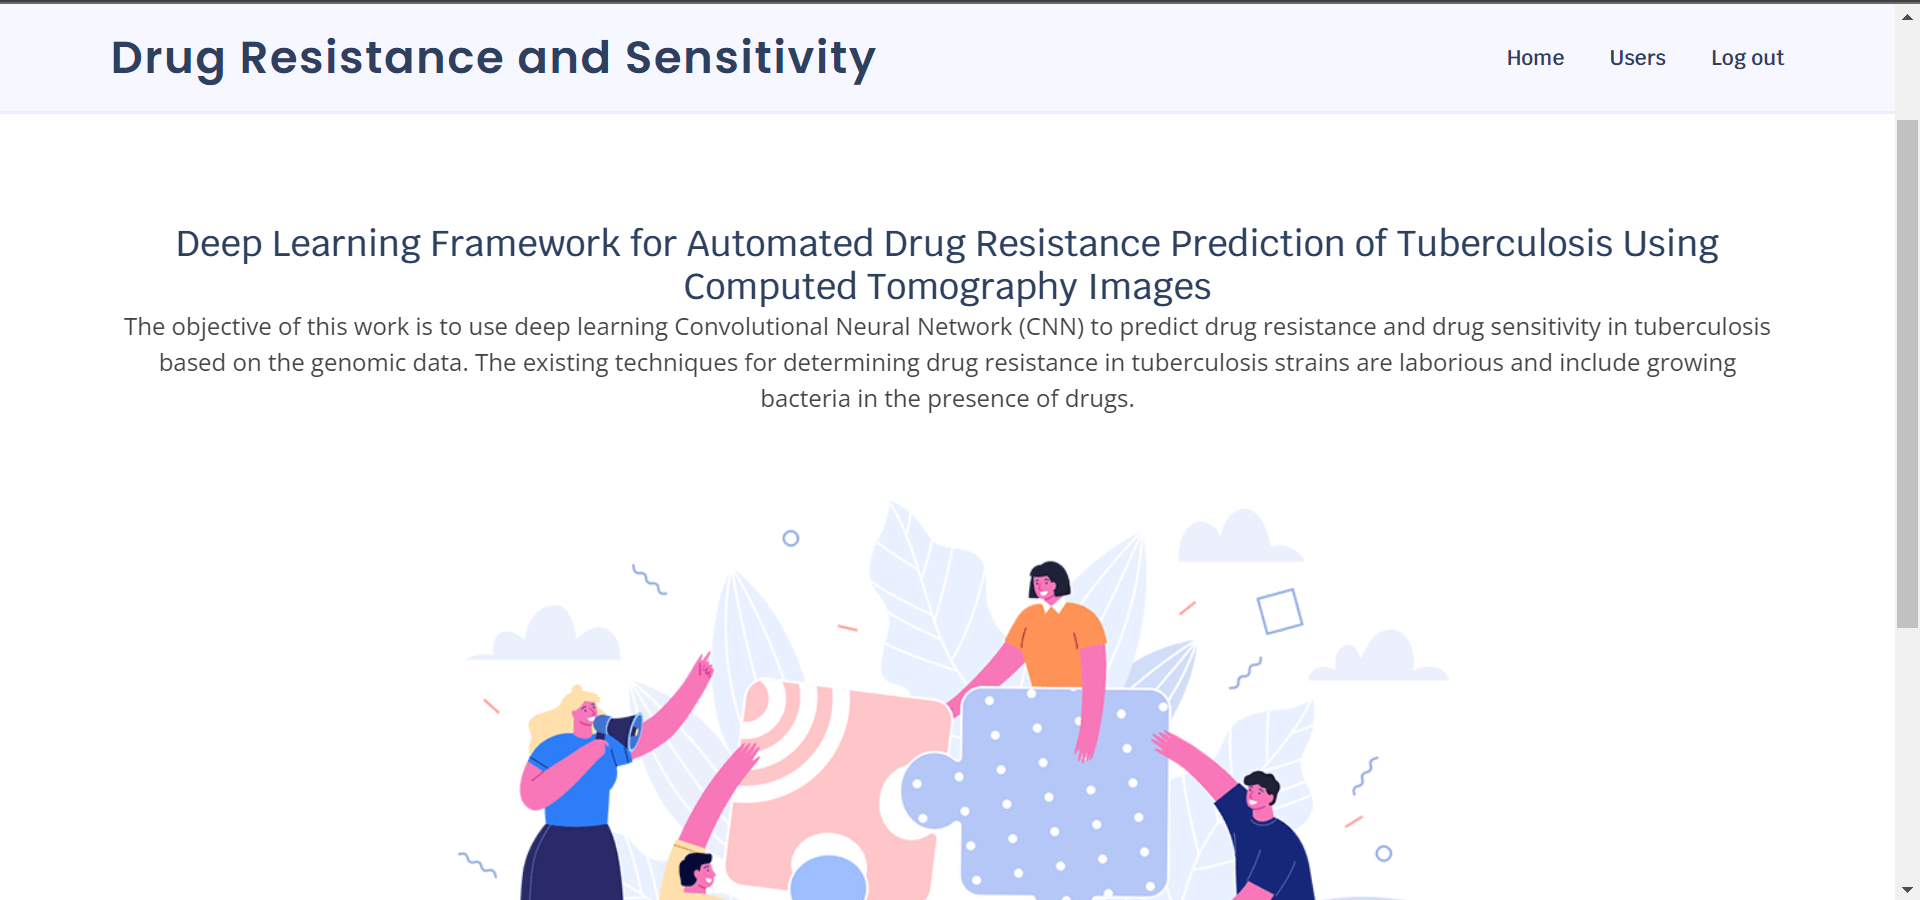 Drug Resistance and Sensitivity
Home Users Log out
Deep Learning Framework for Automated Drug Resistance Prediction of Tuberculosis Using
Computed Tomography Images
The objective of this work is to use deep learning Convolutional Neural Network (CNN) to predict drug resistance and drug sensitivity in tuberculosis
based on the genomic data. The existing techniques for determining drug resistance in tuberculosis strains are laborious and include growing
bacteria in the presence of drugs.